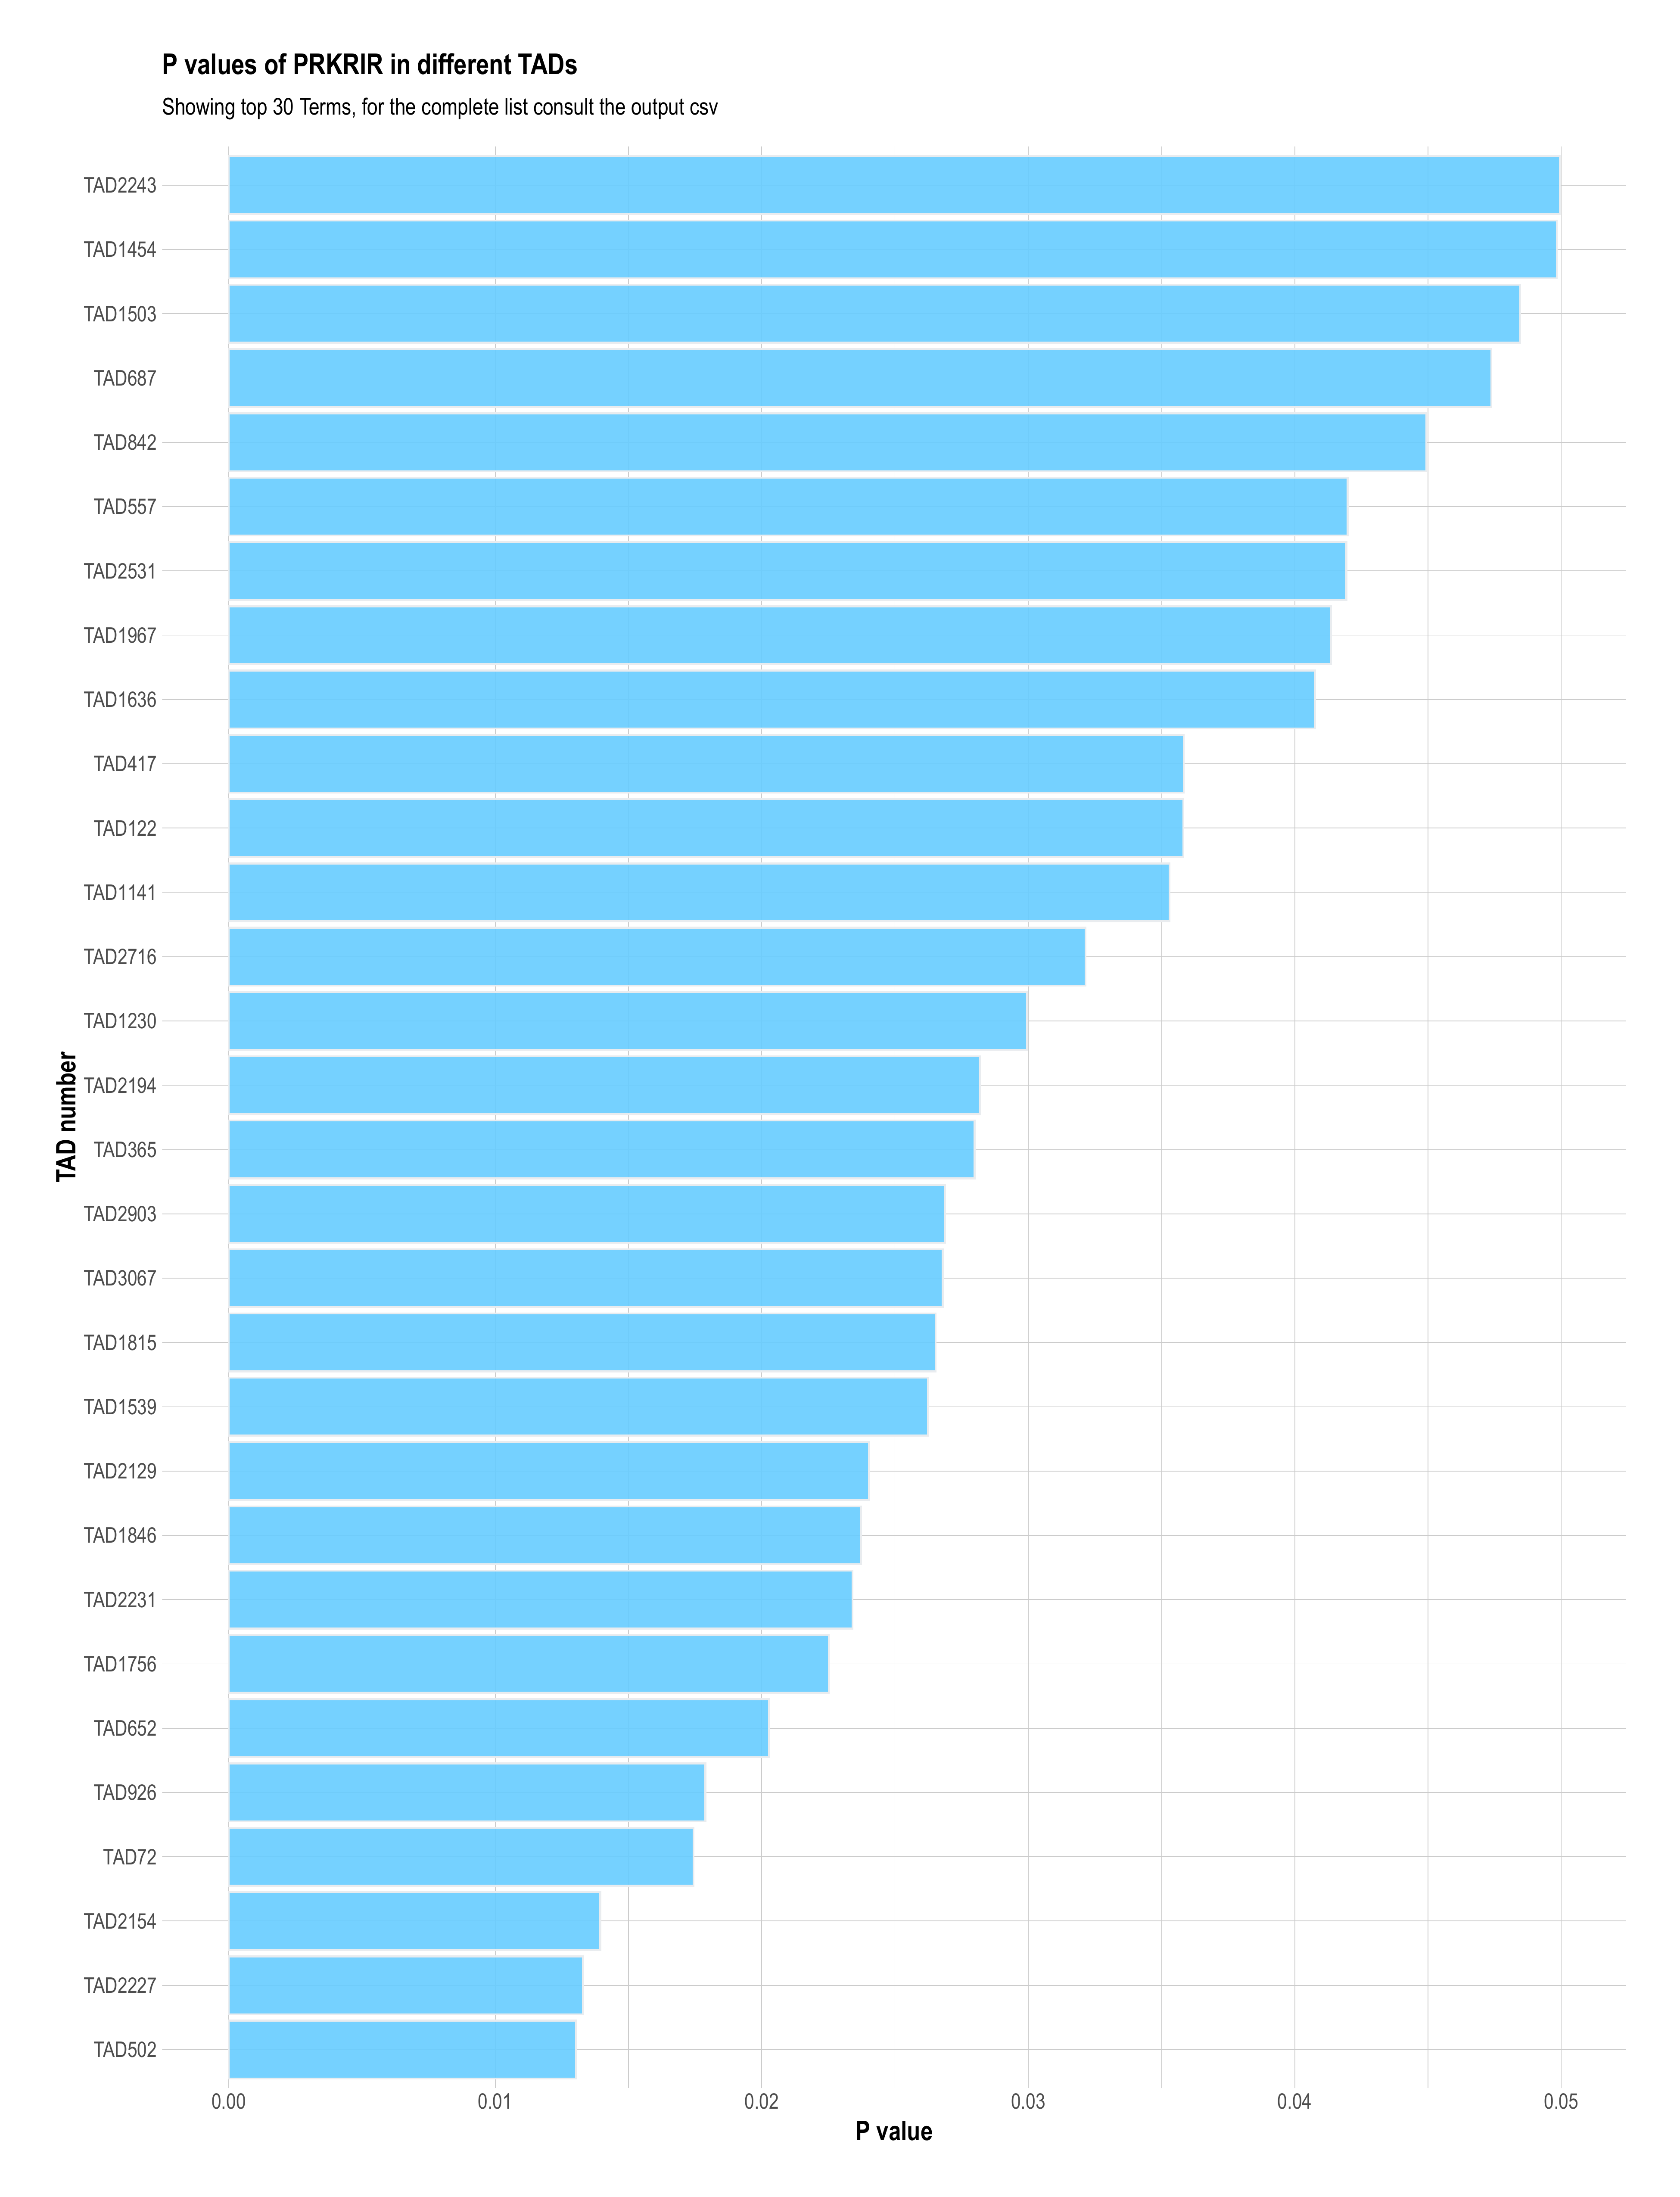 P values of PRKRIR in different TADs
Showing top 30 Terms, for the complete list consult the output csv
TAD number
TAD2243
TAD1454
TAD1503
TAD687
TAD842
TAD557
TAD2531
TAD1967
TAD1636
TAD417
TAD122
TAD1141
TAD2716
TAD1230
TAD2194
TAD365
TAD2903
TAD3067
TAD1815
TAD1539
TAD2129
TAD1846
TAD2231
TAD1756
TAD652
TAD926
TAD72
TAD2154
TAD2227
TAD502
0.00 0.01 0.02 0.03 0.04 0.05
P value